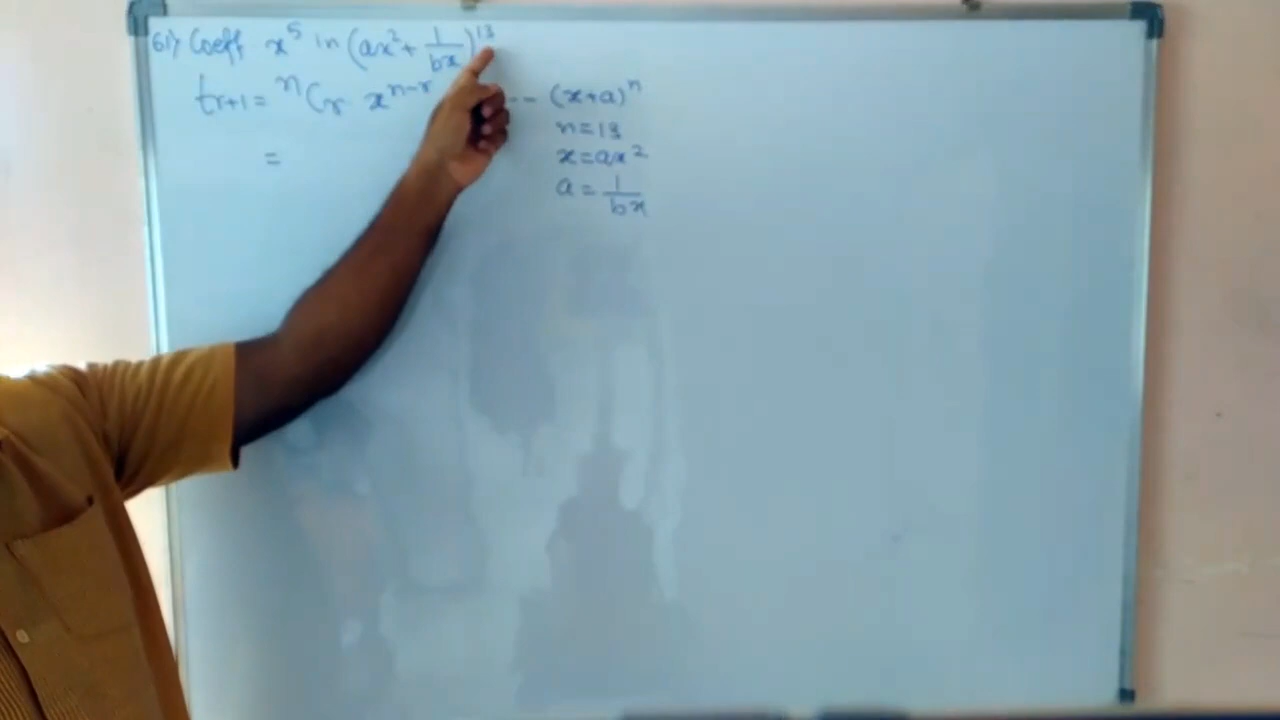 61) Coeff x⁵ in (ax² + 1/bx)¹³
tr+1 = ⁿCr xⁿ⁻ʳ -- (x+a)ⁿ
n=13
= x=ax²
a = 1/bx